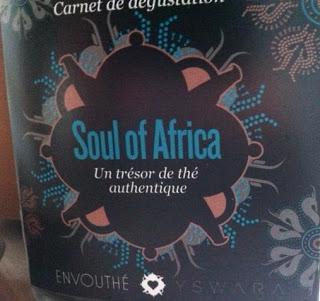 Carnet de dégustation
Soul of Africa
Un trésor de thé
authentique
ENVOUTHÉ YSWARA